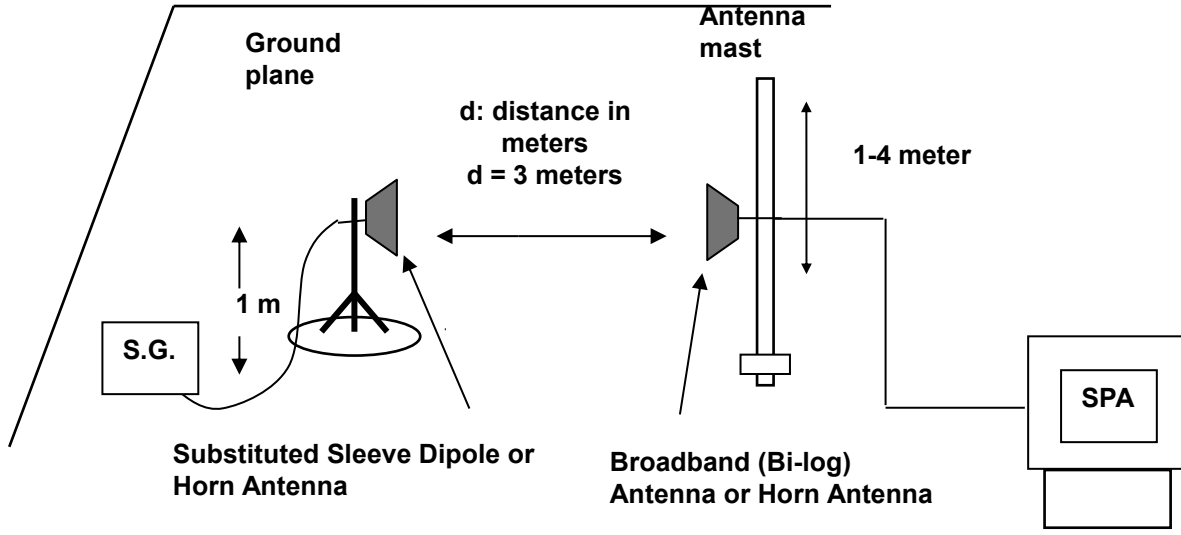 Antenna
mast
Ground
plane
d: distance in
meters
d = 3 meters
1-4 meter
1 m
S.G.
SPA
Substituted Sleeve Dipole or
Horn Antenna
Broadband (Bi-log)
Antenna or Horn Antenna